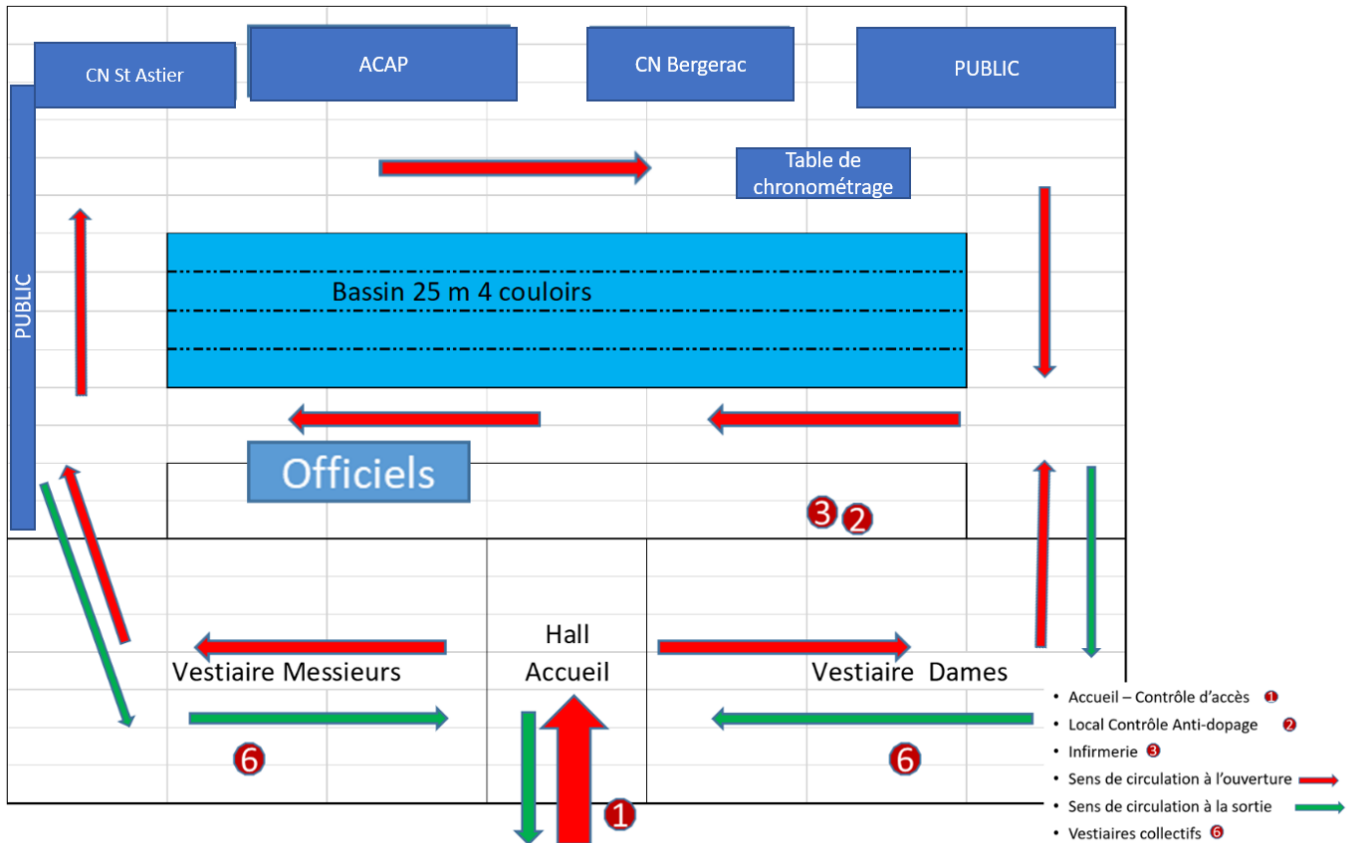 CN St Astier
ACAP
CN Bergerac
PUBLIC
Table de
chronométrage
PUBLIC
Bassin 25 m 4 couloirs
Officiels
3
2
Hall
Accueil
Vestiaire Messieurs
Vestiaire Dames
6
6
1
• Accueil – Contrôle d'accès 1
• Local Contrôle Anti-dopage 2
• Infirmerie 3
• Sens de circulation à l'ouverture
• Sens de circulation à la sortie
• Vestiaires collectifs 6